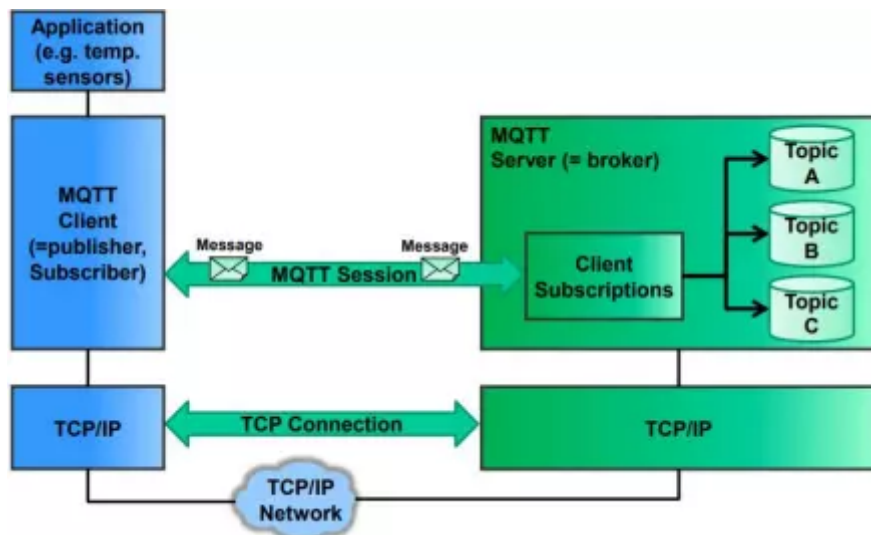 Application
(e.g. temp.
sensors)
MQTT
Client
(=publisher,
Subscriber)
Message
Message
MQTT Session
MQTT
Server (= broker)
Client
Subscriptions
Topic
A
Topic
B
Topic
C
TCP/IP
TCP Connection
TCP/IP
TCP/IP
Network